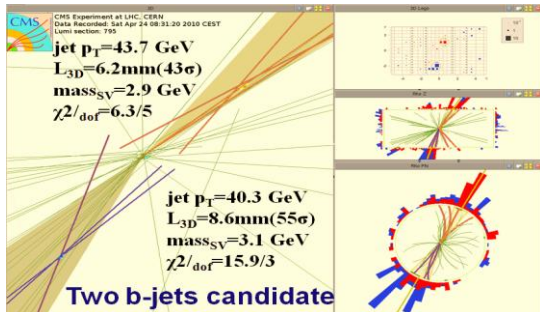 3D
CMS
CMS Experiment at LHC, CERN
Data Recorded: Sat Apr 24 08:31:20 2010 CEST
Lumi section: 795
jet pT=43.7 GeV
L3D=6.2mm(43σ)
massSV=2.9 GeV
χ2/dof=6.3/5
jet pT=40.3 GeV
L3D=8.6mm(55σ)
massSV=3.1 GeV
χ2/dof=15.9/3
Two b-jets candidate
3D Lego
Rho Z
Rho Phi